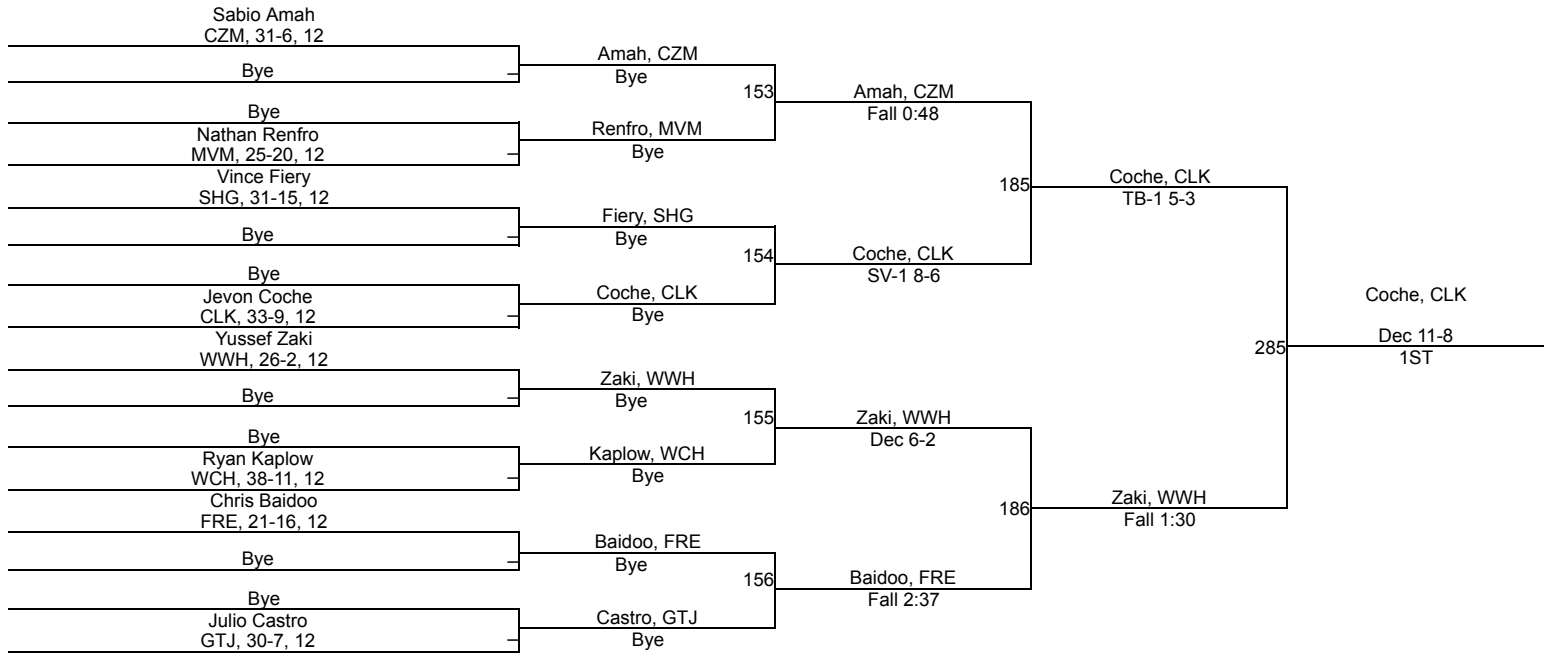 Sabio Amah
CZM, 31-6, 12
Bye
Bye
Nathan Renfro
MVM, 25-20, 12
Vince Fiery
SHG, 31-15, 12
Bye
Bye
Jevon Coche
CLK, 33-9, 12
Yussef Zaki
WWH, 26-2, 12
Bye
Bye
Ryan Kaplow
WCH, 38-11, 12
Chris Baidoo
FRE, 21-16, 12
Bye
Bye
Julio Castro
GTJ, 30-7, 12
Amah, CZM
Bye
Renfro, MVM
Bye
Fiery, SHG
Bye
Coche, CLK
Bye
Zaki, WWH
Bye
Kaplow, WCH
Bye
Baidoo, FRE
Bye
Castro, GTJ
Bye
153
154
155
156
Amah, CZM
Fall 0:48
Coche, CLK
SV-1 8-6
Zaki, WWH
Dec 6-2
Baidoo, FRE
Fall 2:37
185
186
Coche, CLK
TB-1 5-3
Zaki, WWH
Fall 1:30
285
Coche, CLK
Dec 11-8
1ST